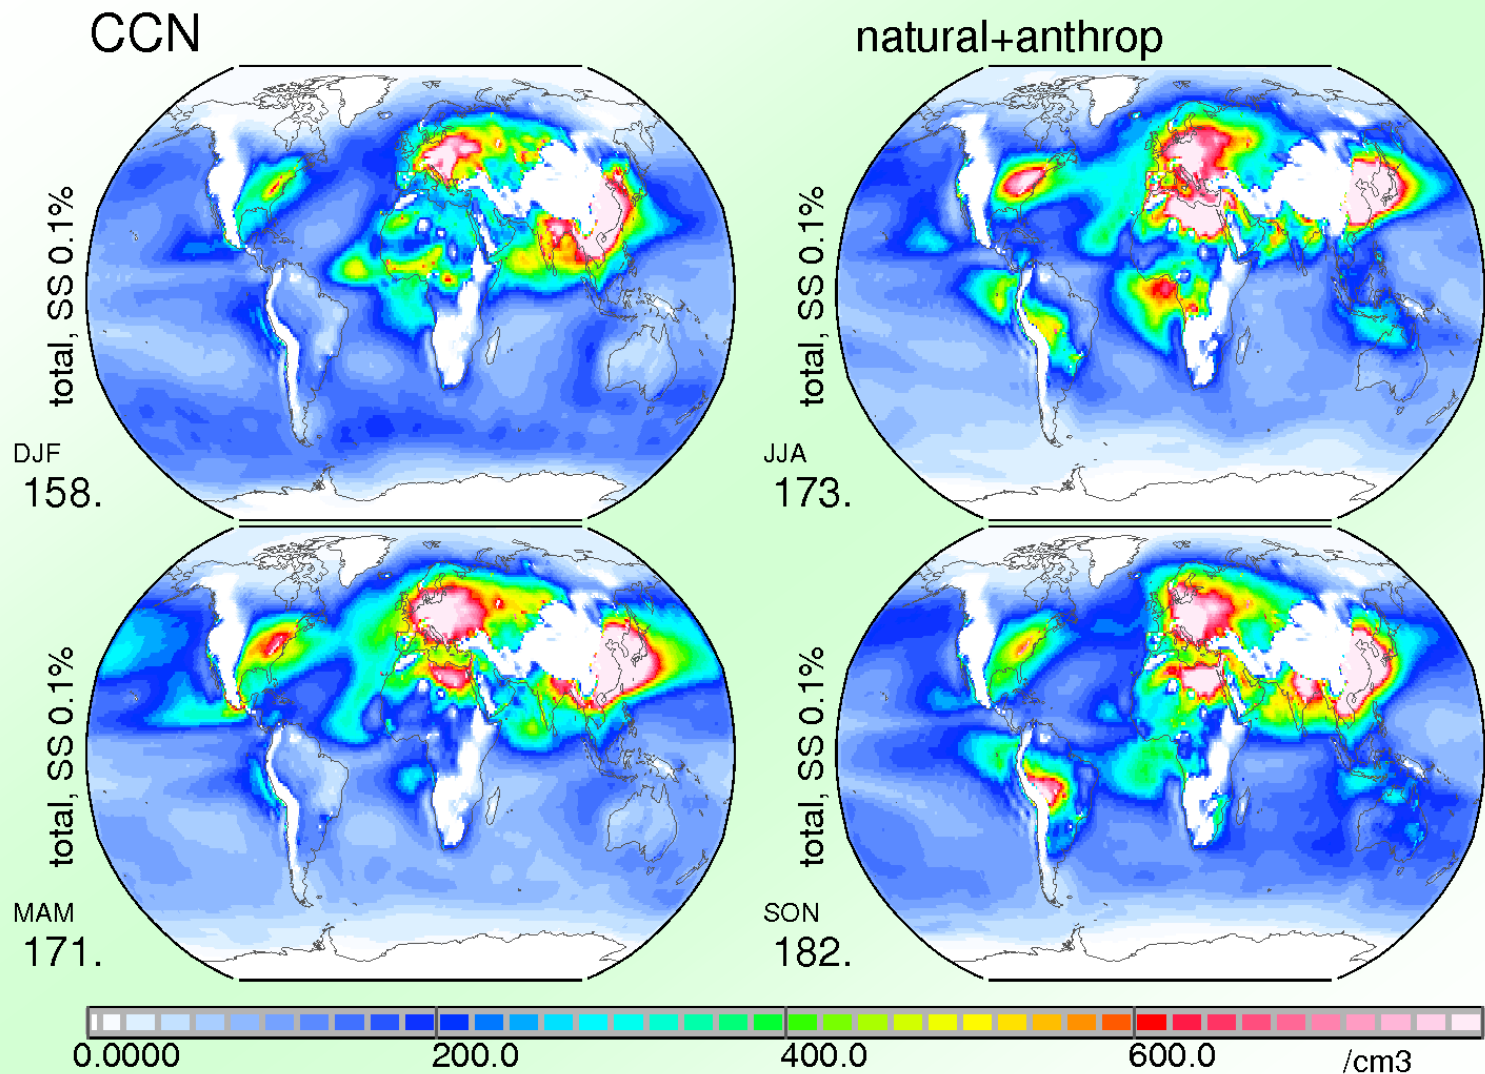 CCN
natural+anthrop
total, SS 0.1%
DJF
158.
total, SS 0.1%
JJA
173.
total, SS 0.1%
MAM
171.
total, SS 0.1%
SON
182.
0.0000 200.0 400.0 600.0 /cm3